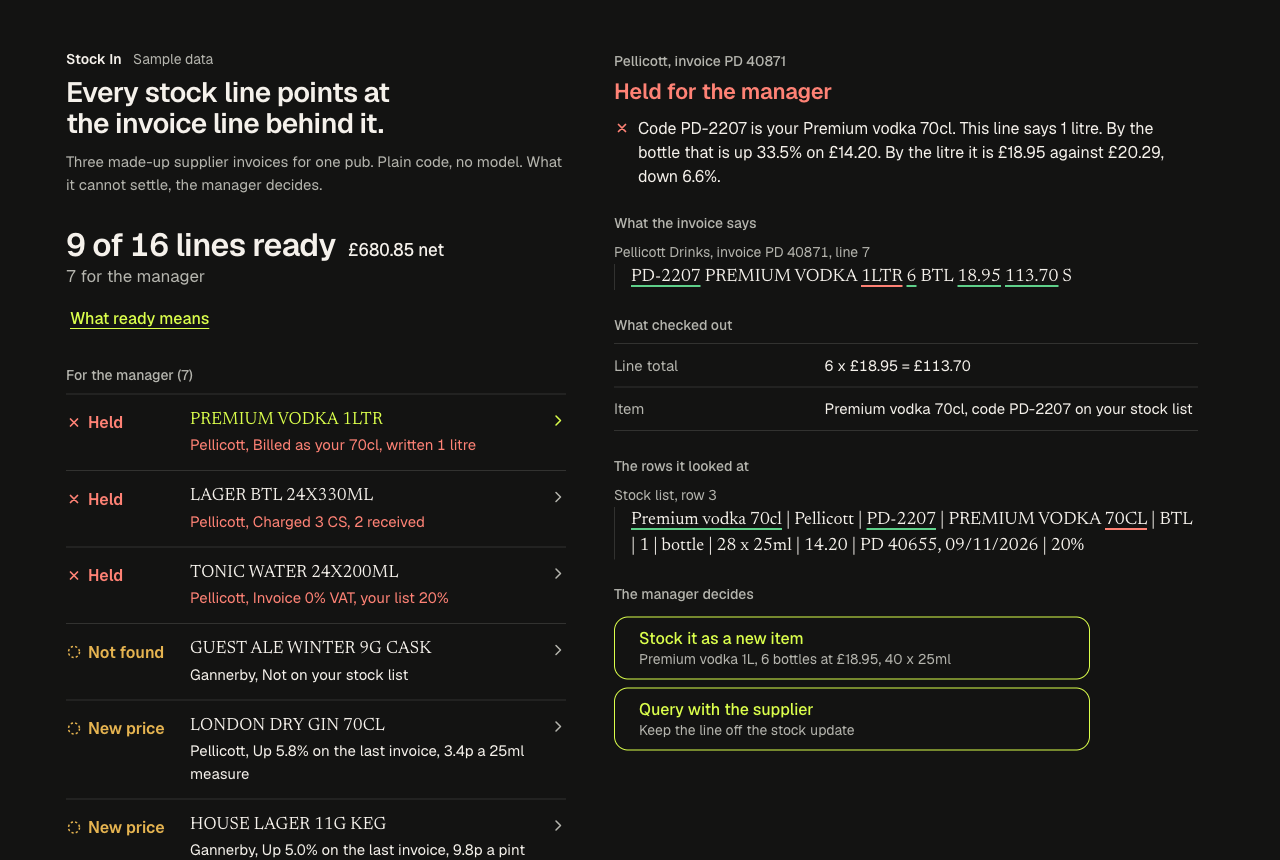 Stock In Sample data
Every stock line points at
the invoice line behind it.
Three made-up supplier invoices for one pub. Plain code, no model. What
it cannot settle, the manager decides.
9 of 16 lines ready £680.85 net
7 for the manager
What ready means
For the manager (7)
Held PREMIUM VODKA 1LTR
Pellicott, Billed as your 70cl, written 1 litre
Held LAGER BTL 24X330ML
Pellicott, Charged 3 CS, 2 received
Held TONIC WATER 24X200ML
Pellicott, Invoice 0% VAT, your list 20%
Not found GUEST ALE WINTER 9G CASK
Gannerby, Not on your stock list
New price LONDON DRY GIN 70CL
Pellicott, Up 5.8% on the last invoice, 3.4p a 25ml
measure
New price HOUSE LAGER 11G KEG
Gannerby, Up 5.0% on the last invoice, 9.8p a pint
Pellicott, invoice PD 40871
Held for the manager
Code PD-2207 is your Premium vodka 70cl. This line says 1 litre. By the
bottle that is up 33.5% on £14.20. By the litre it is £18.95 against £20.29,
down 6.6%.
What the invoice says
Pellicott Drinks, invoice PD 40871, line 7
PD-2207 PREMIUM VODKA 1LTR 6 BTL 18.95 113.70 S
What checked out
Line total 6 x £18.95 = £113.70
Item Premium vodka 70cl, code PD-2207 on your stock list
The rows it looked at
Stock list, row 3
Premium vodka 70cl | Pellicott | PD-2207 | PREMIUM VODKA 70CL | BTL
| 1 | bottle | 28 x 25ml | 14.20 | PD 40655, 09/11/2026 | 20%
The manager decides
Stock it as a new item
Premium vodka 1L, 6 bottles at £18.95, 40 x 25ml
Query with the supplier
Keep the line off the stock update